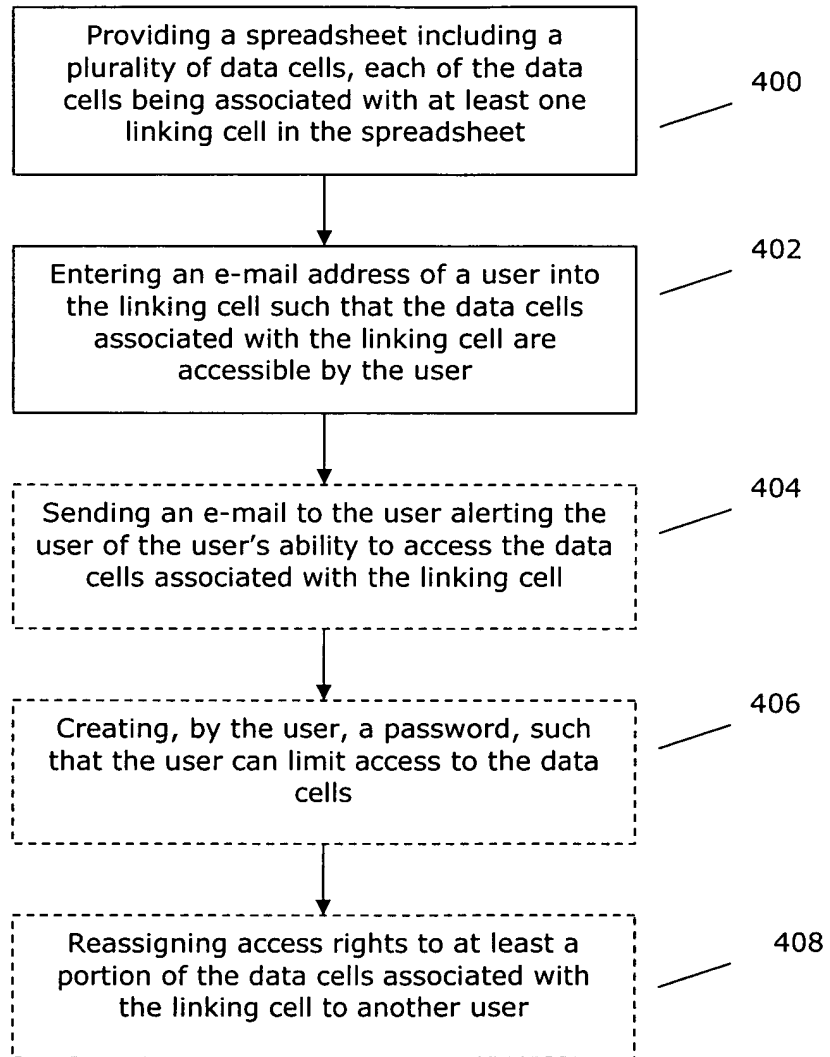 Providing a spreadsheet including a
plurality of data cells, each of the data
cells being associated with at least one
linking cell in the spreadsheet
400
Entering an e-mail address of a user into
the linking cell such that the data cells
associated with the linking cell are
accessible by the user
402
Sending an e-mail to the user alerting the
user of the user's ability to access the data
cells associated with the linking cell
404
Creating, by the user, a password, such
that the user can limit access to the data
cells
406
Reassigning access rights to at least a
portion of the data cells associated with
the linking cell to another user
408